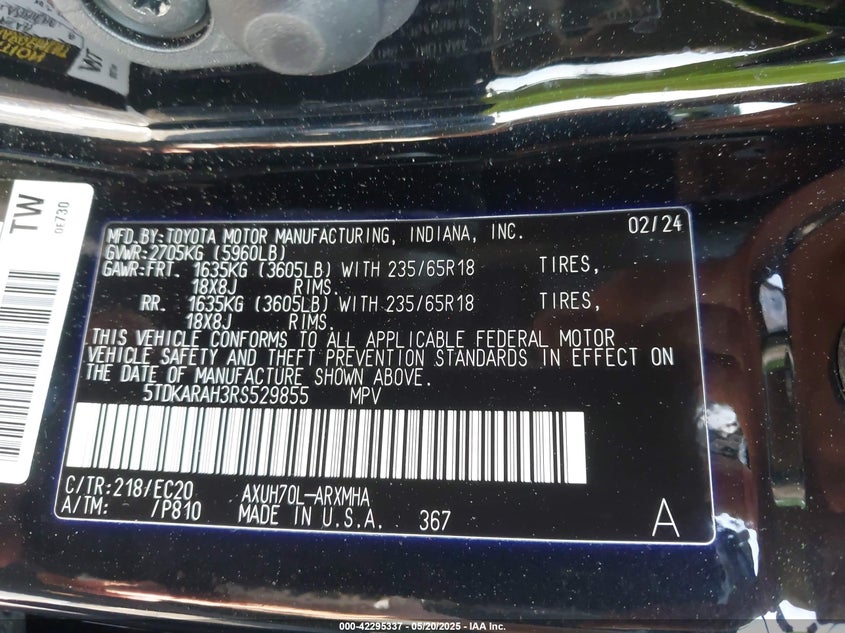 TW
0E730
MFD.BY:TOYOTA MOTOR MANUFACTURING, INDIANA, INC. 02/24
GVWR:2705KG (5960LB)
GAWR:FRT. 1635KG (3605LB) WITH 235/65R18 TIRES,
18X8J RIMS.
RR. 1635KG (3605LB) WITH 235/65R18 TIRES,
18X8J RIMS.
THIS VEHICLE CONFORMS TO ALL APPLICABLE FEDERAL MOTOR
VEHICLE SAFETY AND THEFT PREVENTION STANDARDS IN EFFECT ON
THE DATE OF MANUFACTURE SHOWN ABOVE.
5TDKARAH3RS529855 MPV
C/TR:218/EC20 AXUH70L-ARXMHA
A/TM: /P810 MADE IN U.S.A. 367 A
000-42295337 - 05/20/2025 - IAA Inc.